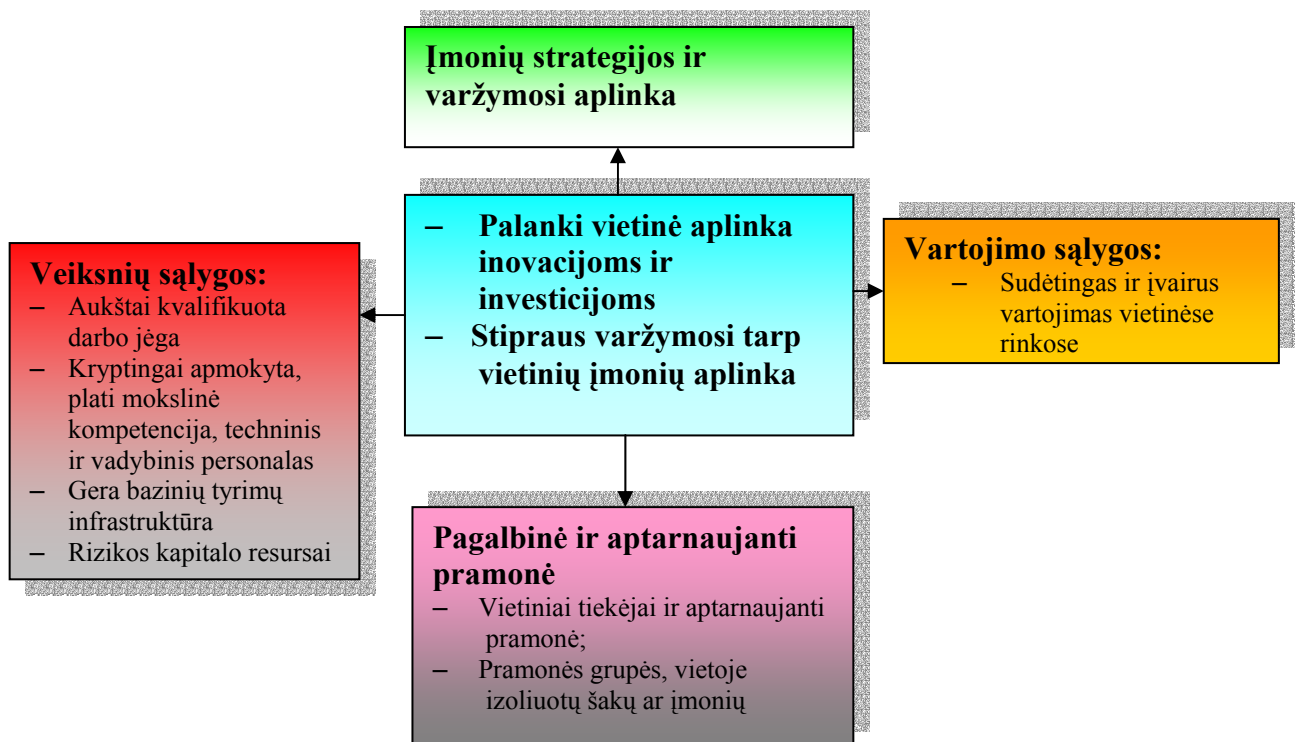 Įmonių strategijos ir
varžymosi aplinka
– Palanki vietinė aplinka
inovacijoms ir
investicijoms
– Stipraus varžymosi tarp
vietinių įmonių aplinka
Veiksnių sąlygos:
– Aukštai kvalifikuota
darbo jėga
– Kryptingai apmokyta,
plati mokslinė
kompetencija, techninis
ir vadybinis personalas
– Gera bazinių tyrimų
infrastruktūra
– Rizikos kapitalo resursai
Vartojimo sąlygos:
– Sudėtingas ir įvairus
vartojimas vietinėse
rinkose
Pagalbinė ir aptarnaujanti
pramonė
– Vietiniai tiekėjai ir aptarnaujanti
pramonė;
– Pramonės grupės, vietoje
izoliuotų šakų ar įmonių